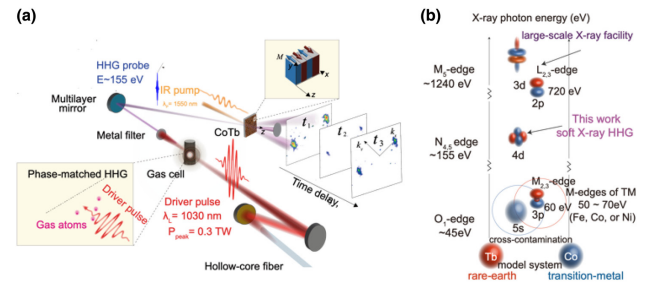 (a)
HHG probe
E~155 eV
IR pump
λ₀= 1550 nm
Multilayer
mirror
Metal filter
CoTb
M
y
x
z
t₁
t₂
t₃
Time delay,
Gas cell
Phase-matched HHG
Driver pulse
Gas atoms
Driver pulse
λL= 1030 nm
Ppeak= 0.3 TW
Hollow-core fiber
(b)
X-ray photon energy (eV)
large-scale X-ray facility
M₅-edge
~1240 eV
3d
L₂,₃-edge
720 eV
2p
This work
soft X-ray HHG
N₄,₅-edge
~155 eV
4d
M₂,₃-edge
60 eV
3p
M-edges of TM
50 ~ 70eV
(Fe, Co, or Ni)
O₁-edge
~45eV
5s
cross-contamination
Tb
model system
Co
rare-earth
transition-metal